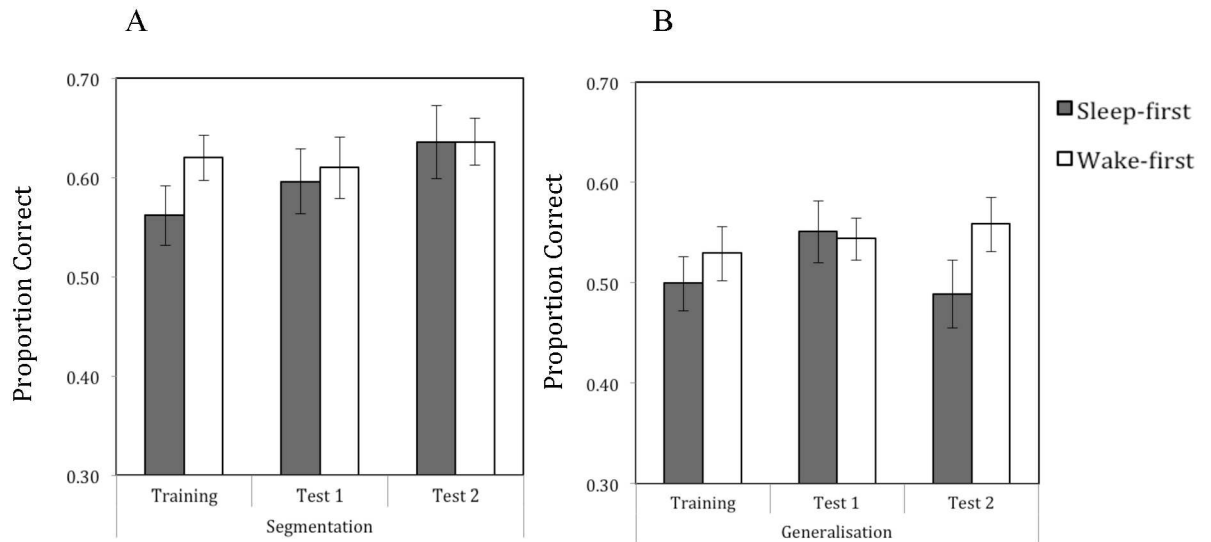 A
B
0.70
0.60
0.50
0.40
0.30
Proportion Correct
Training
Test 1
Test 2
Segmentation
0.70
0.60
0.50
0.40
0.30
Proportion Correct
Training
Test 1
Test 2
Generalisation
Sleep-first
Wake-first